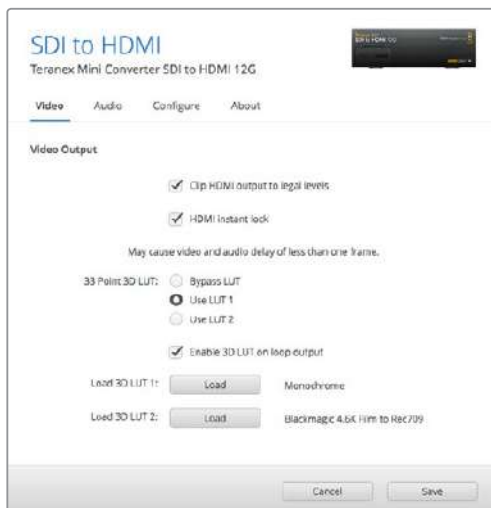 SDI to HDMI
Teranex Mini Converter SDI to HDMI 12G
Video Audio Configure About
Video Output
Clip HDMI output to legal levels
HDMI instant lock
May cause video and audio delay of less than one frame.
33 Point 3D LUT: Bypass LUT
Use LUT 1
Use LUT 2
Enable 3D LUT on loop output
Load 3D LUT 1: Load Monochrome
Load 3D LUT 2: Load Blackmagic 4.6K Film to Rec709
Cancel Save